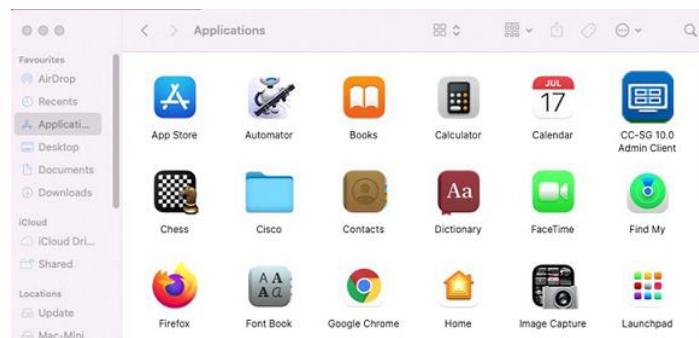 Applications
Favourites
AirDrop
Recents
Applicati...
Desktop
Documents
Downloads
iCloud
iCloud Dri...
Shared
Locations
Update
Mac-Mini
App Store
Automator
Books
JUL
17
Calculator
Calendar
CC-SG 10.0
Admin Client
Aa
Chess
Cisco
Contacts
Dictionary
FaceTime
Find My
A A
A a
Firefox
Font Book
Google Chrome
Home
Image Capture
Launchpad